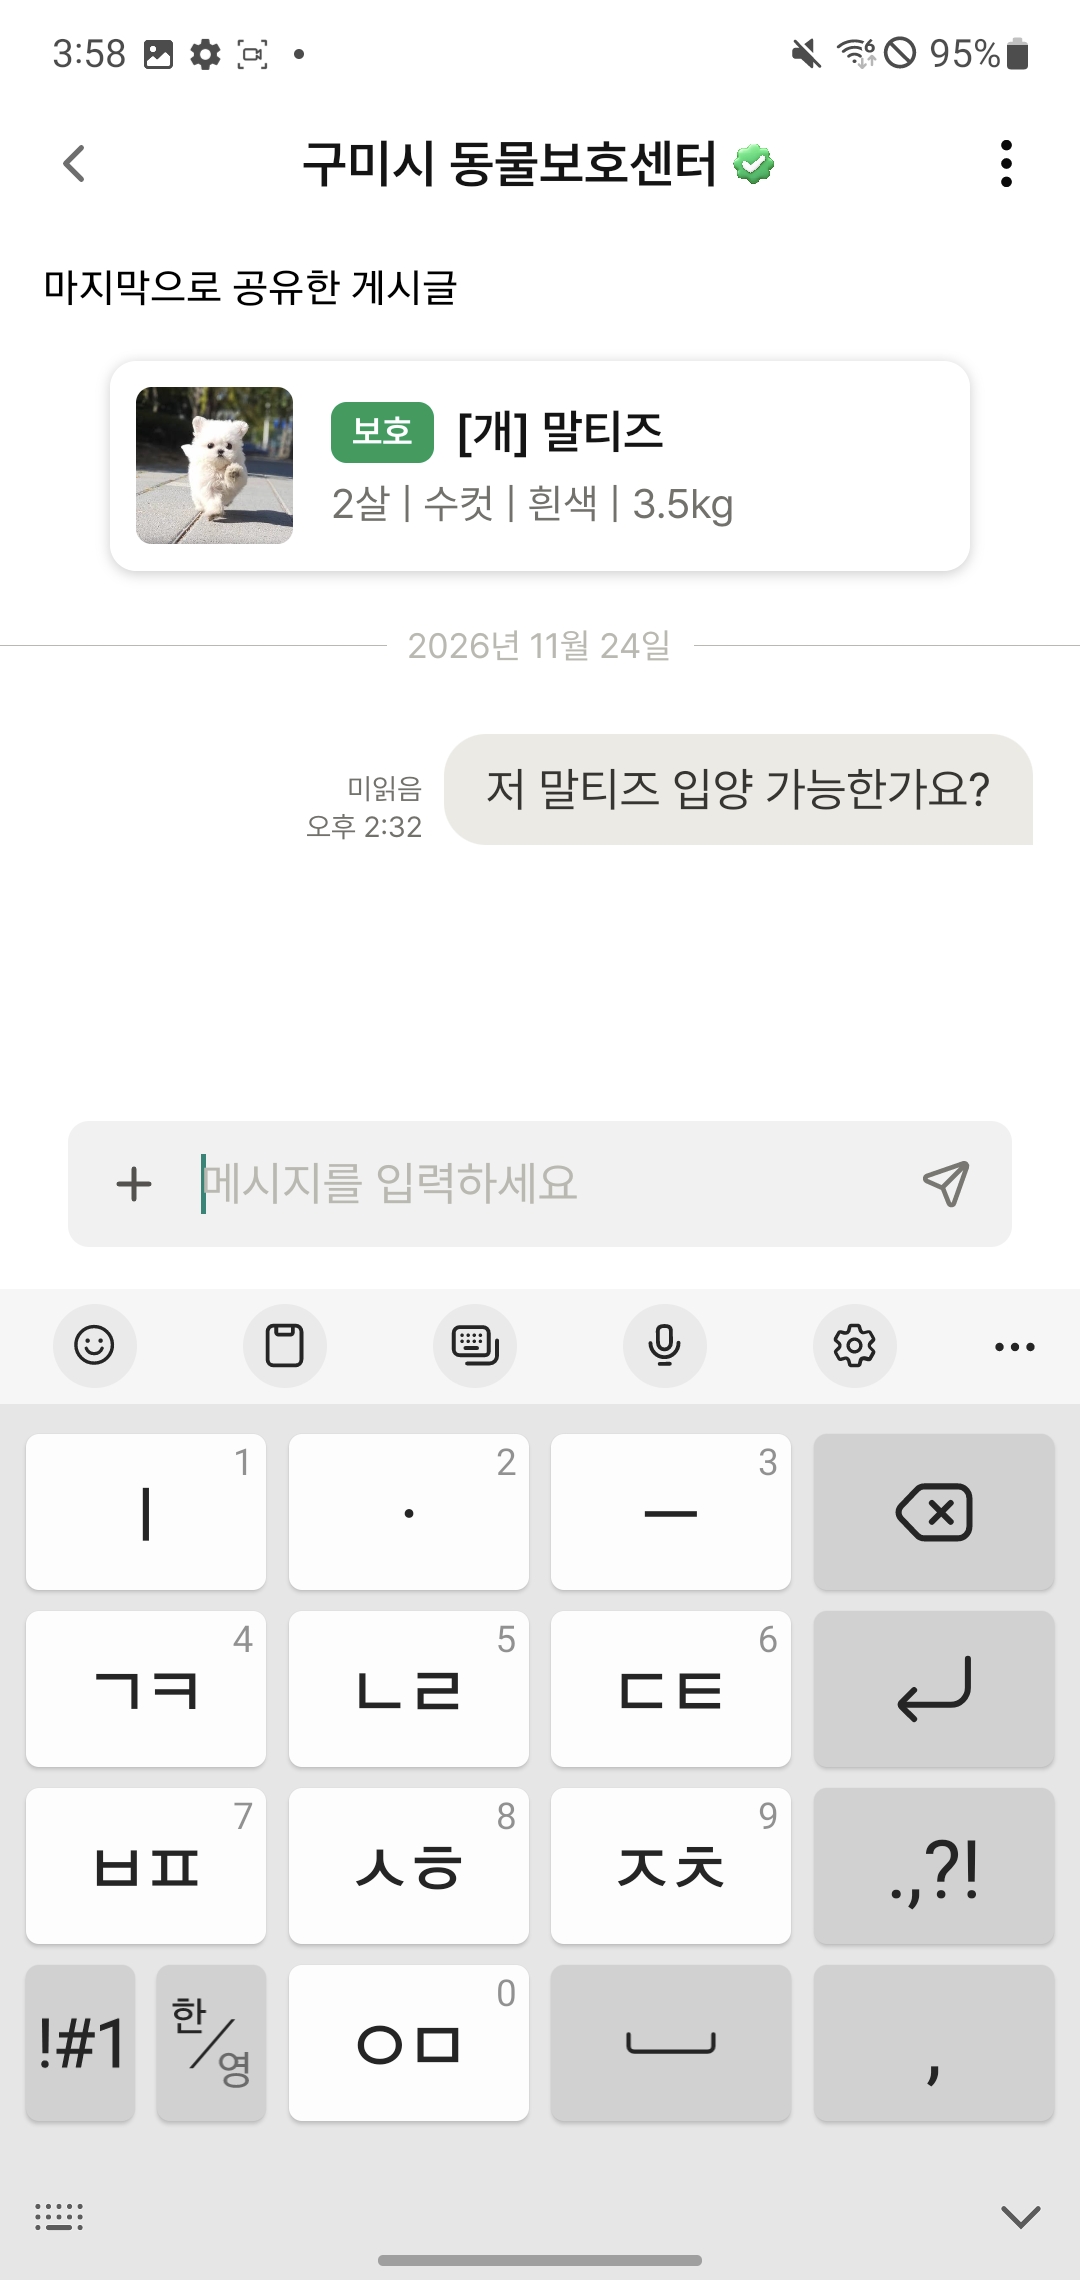 3:58 95%
구미시 동물보호센터
마지막으로 공유한 게시글
보호 [개] 말티즈
2살 | 수컷 | 흰색 | 3.5kg
2026년 11월 24일
저 말티즈 입양 가능한가요?
미읽음
오후 2:32
메시지를 입력하세요
ㅣ 1 · 2 ㅡ 3
ㄱㅋ 4 ㄴㄹ 5 ㄷㅌ 6
ㅂㅍ 7 ㅅㅎ 8 ㅈㅊ 9 .,?!
!#1 한/영 ㅇㅁ 0 ,